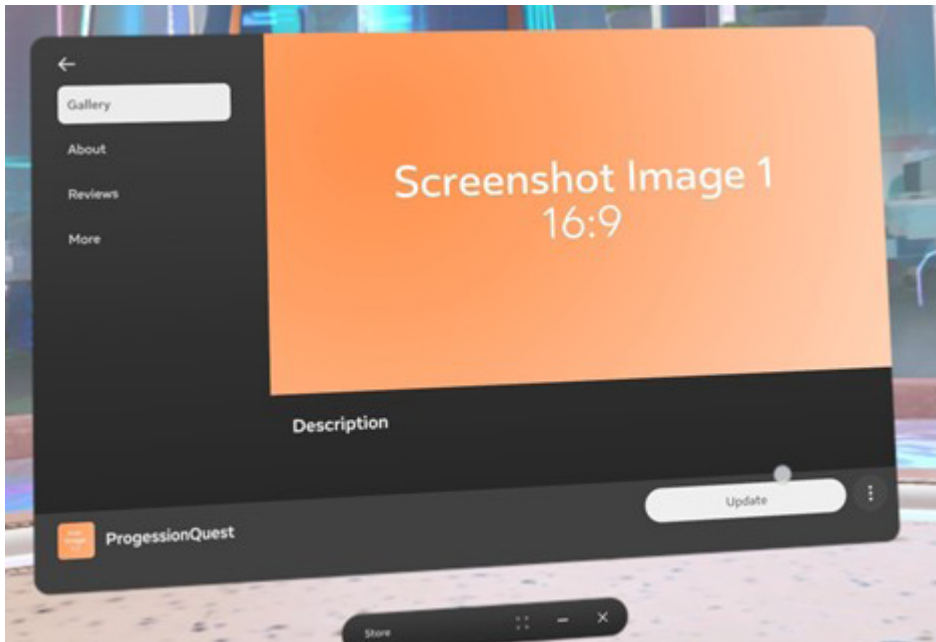 Gallery
About
Reviews
More
Screenshot Image 1
16:9
Description
ProgessionQuest
Update
Store